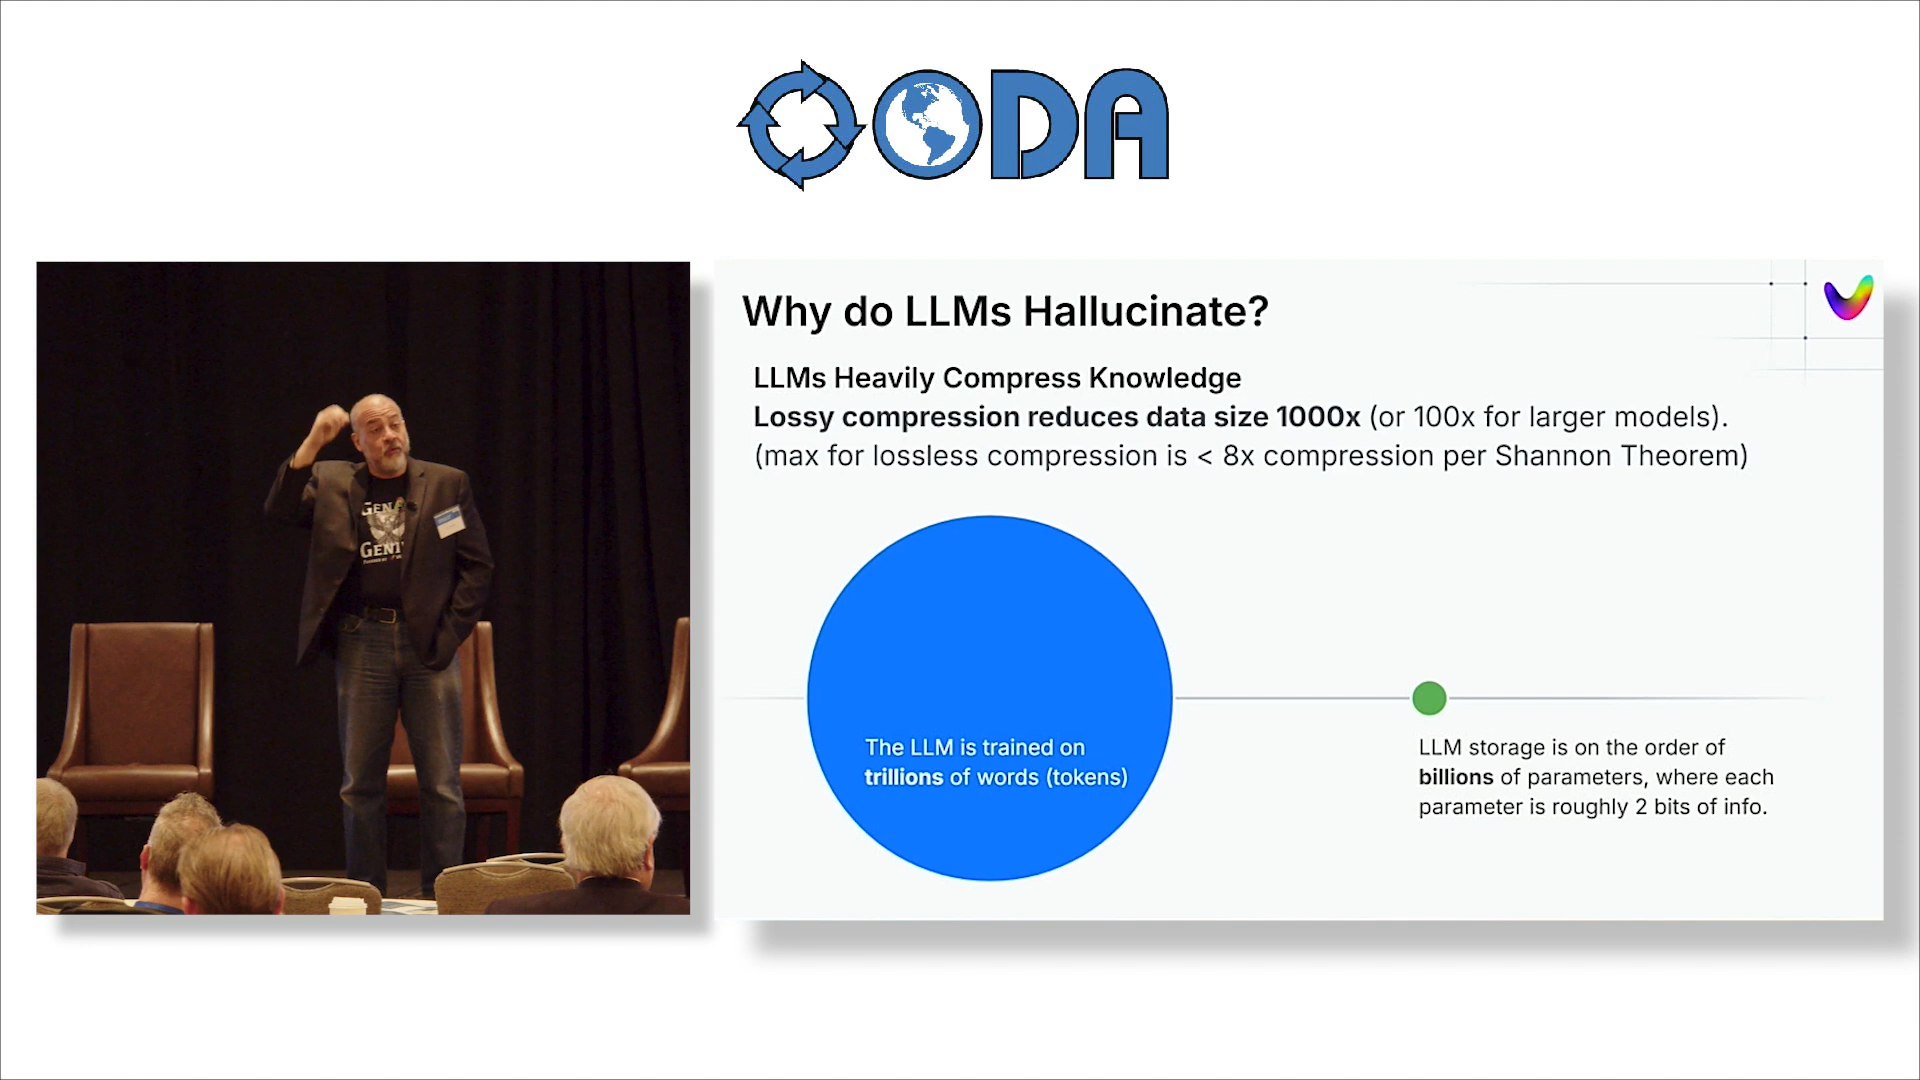 OODA
GEN
GENI
Why do LLMs Hallucinate?
LLMs Heavily Compress Knowledge
Lossy compression reduces data size 1000x (or 100x for larger models).
(max for lossless compression is < 8x compression per Shannon Theorem)
The LLM is trained on
trillions of words (tokens)
LLM storage is on the order of
billions of parameters, where each
parameter is roughly 2 bits of info.